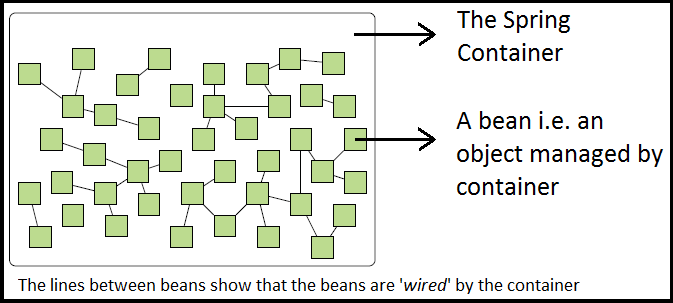 The Spring
Container
A bean i.e. an
object managed by
container
The lines between beans show that the beans are 'wired' by the container